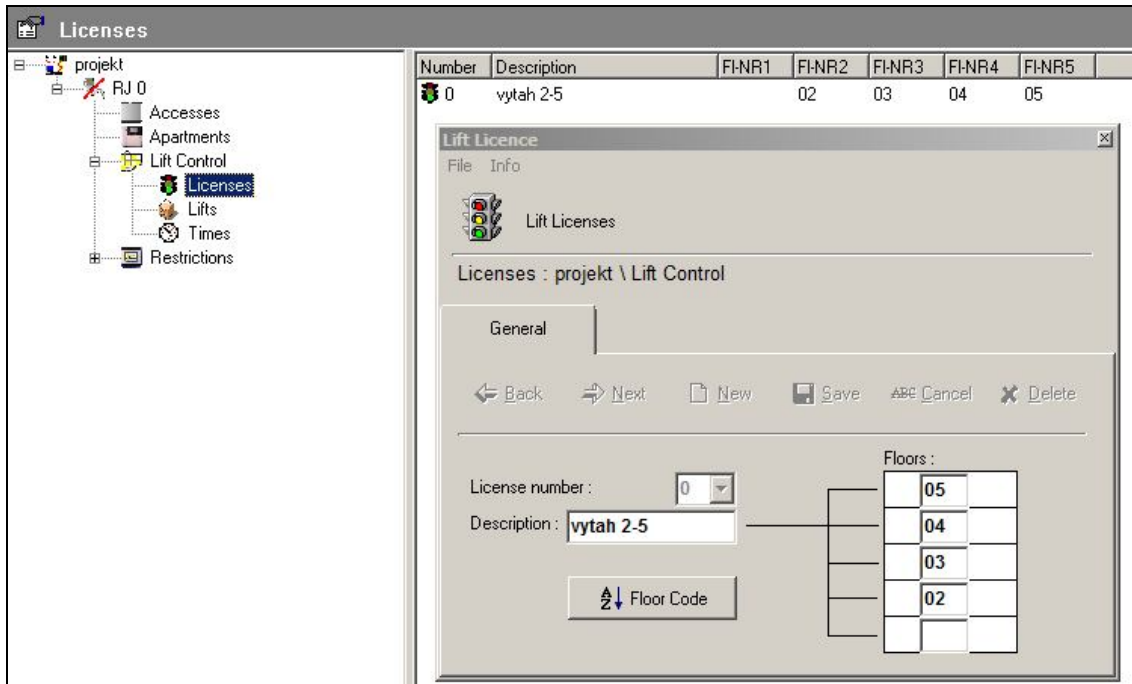 Licenses
projekt
RJ 0
Accesses
Apartments
Lift Control
Licenses
Lifts
Times
Restrictions
Number Description FI-NR1 FI-NR2 FI-NR3 FI-NR4 FI-NR5
0 vytah 2-5 02 03 04 05
Lift Licence
File Info
Lift Licenses
Licenses : projekt \ Lift Control
General
Back Next New Save ABC Cancel Delete
Floors :
License number : 0
Description : vytah 2-5
05
04
03
02
AZ Floor Code